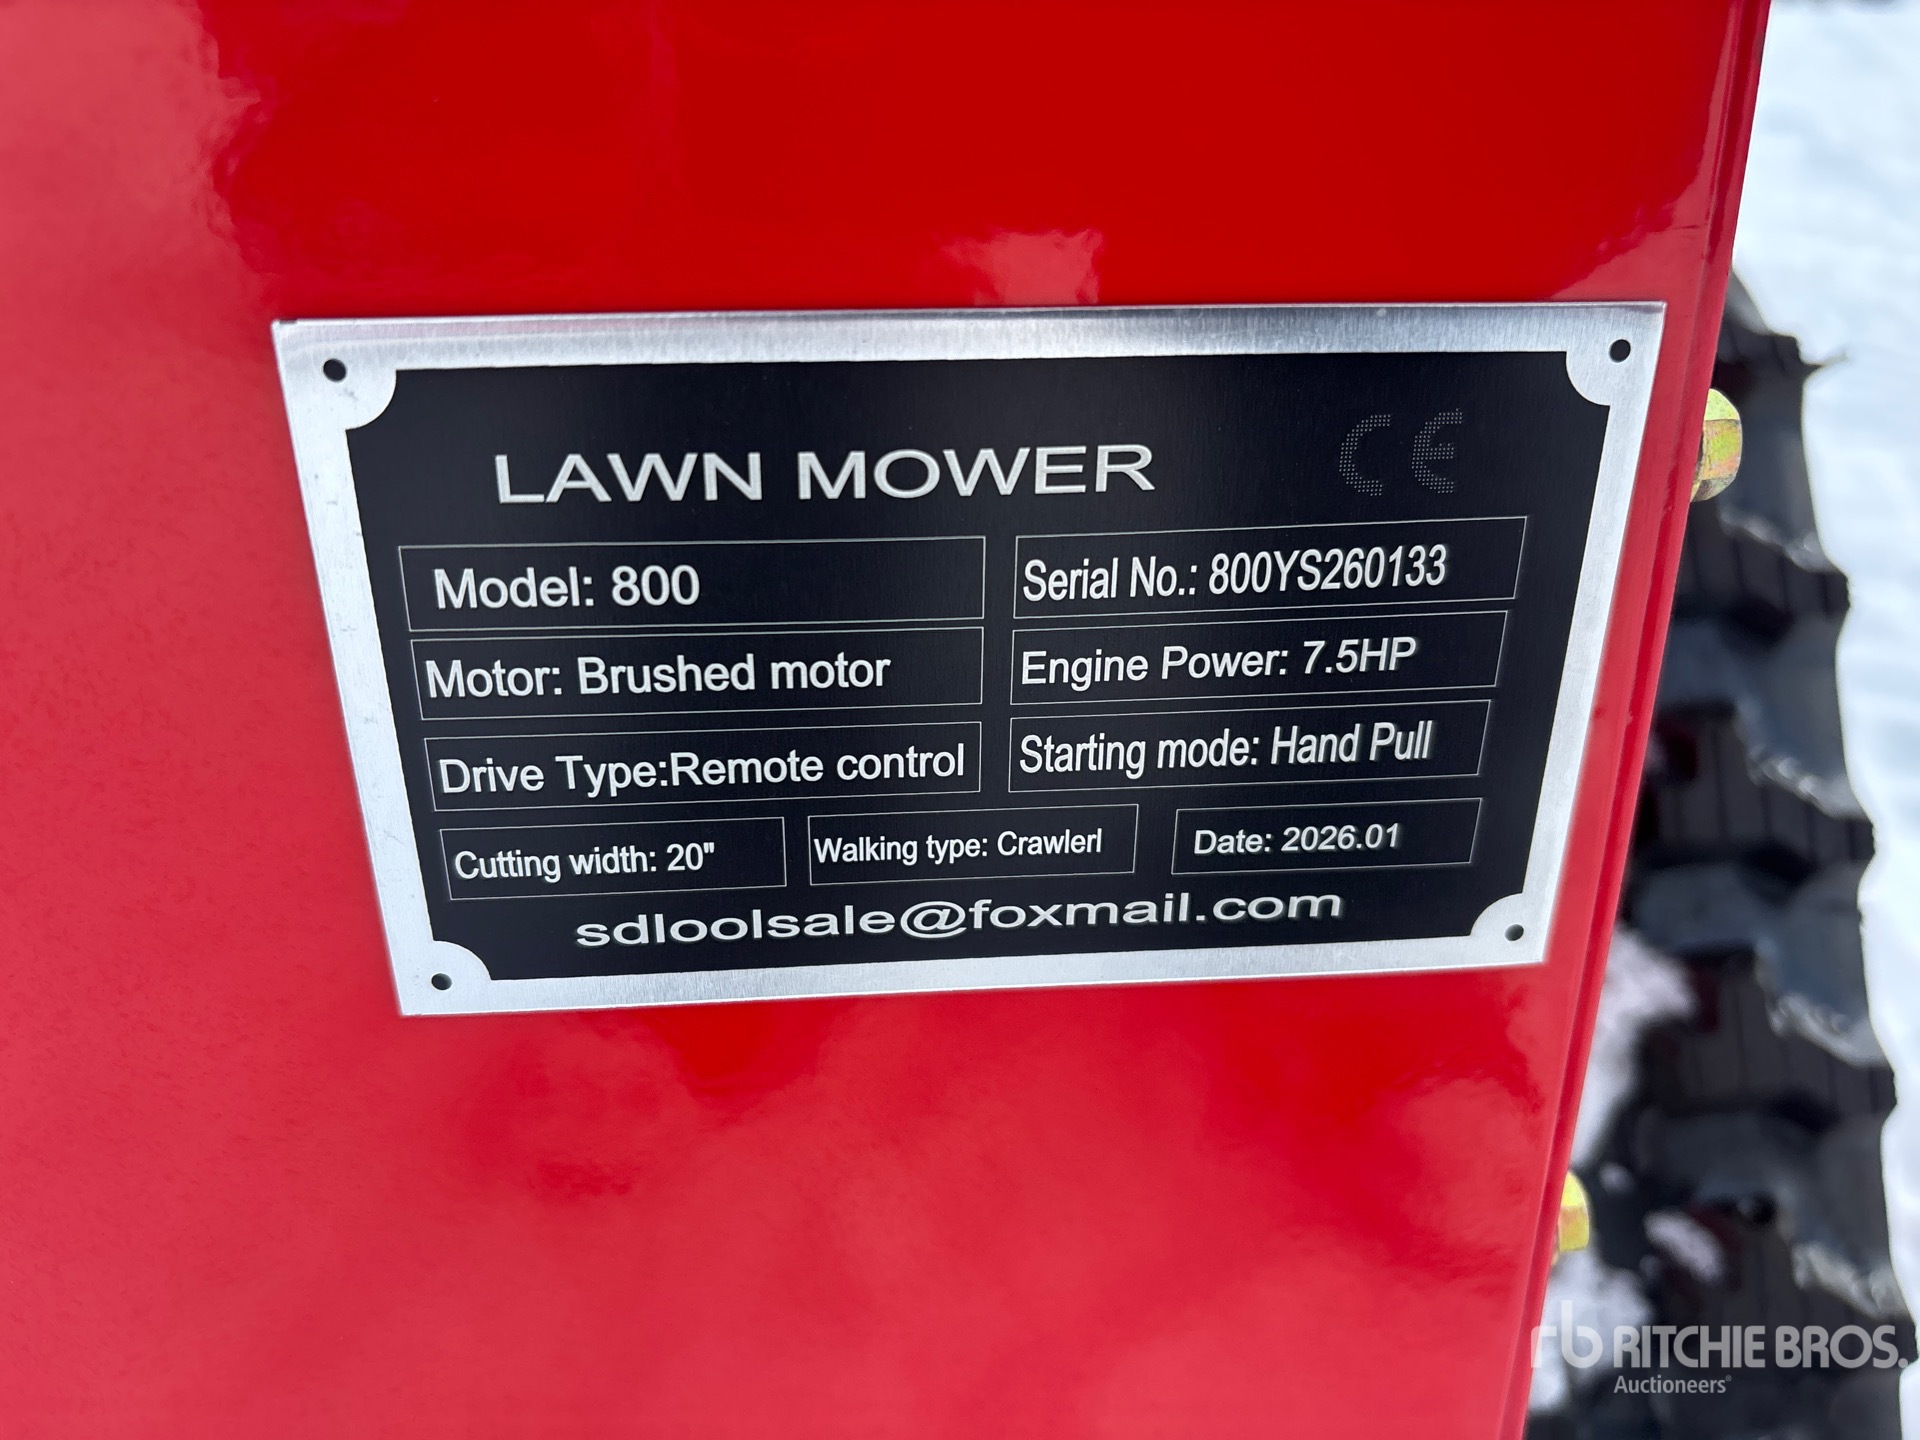 LAWN MOWER CE
Model: 800
Serial No.: 800YS260133
Motor: Brushed motor
Engine Power: 7.5HP
Drive Type:Remote control
Starting mode: Hand Pull
Cutting width: 20"
Walking type: Crawlerl
Date: 2026.01
sdloolsale@foxmail.com
rb RITCHIE BROS.
Auctioneers®